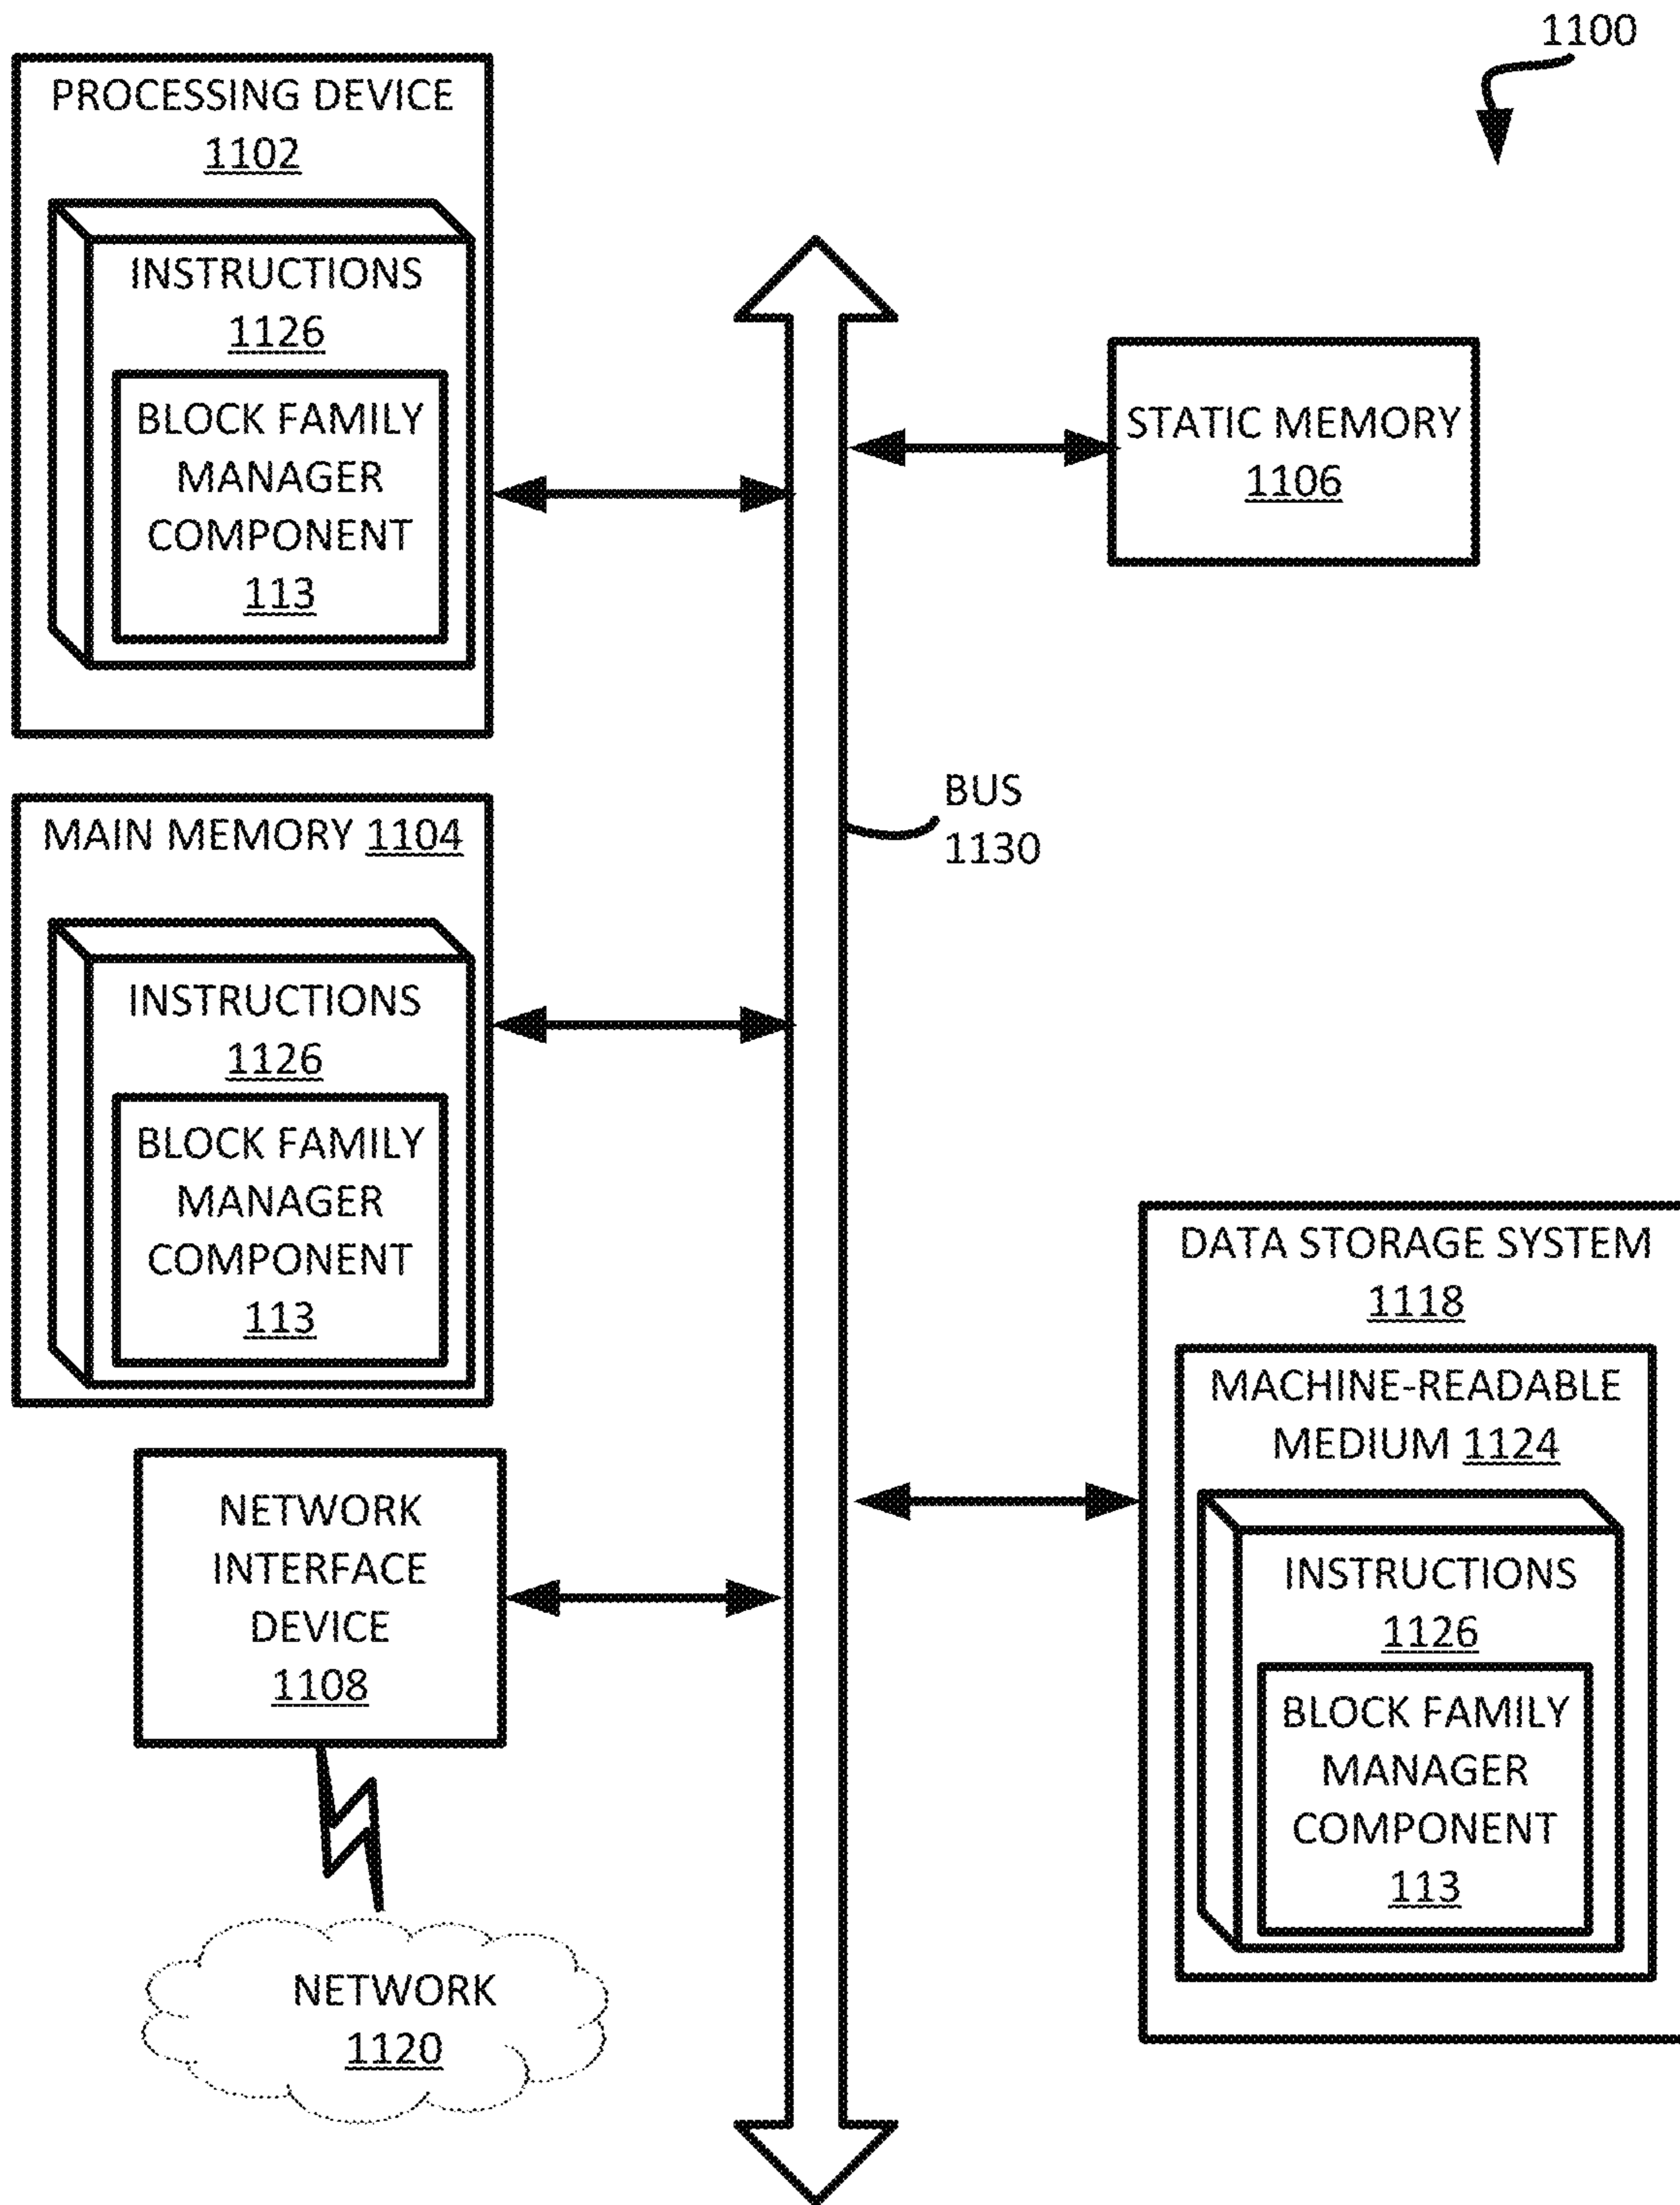 1100
PROCESSING DEVICE
1102
INSTRUCTIONS
1126
BLOCK FAMILY
MANAGER
COMPONENT
113
STATIC MEMORY
1106
BUS
1130
MAIN MEMORY 1104
INSTRUCTIONS
1126
BLOCK FAMILY
MANAGER
COMPONENT
113
DATA STORAGE SYSTEM
1118
MACHINE-READABLE
MEDIUM 1124
INSTRUCTIONS
1126
BLOCK FAMILY
MANAGER
COMPONENT
113
NETWORK
INTERFACE
DEVICE
1108
NETWORK
1120